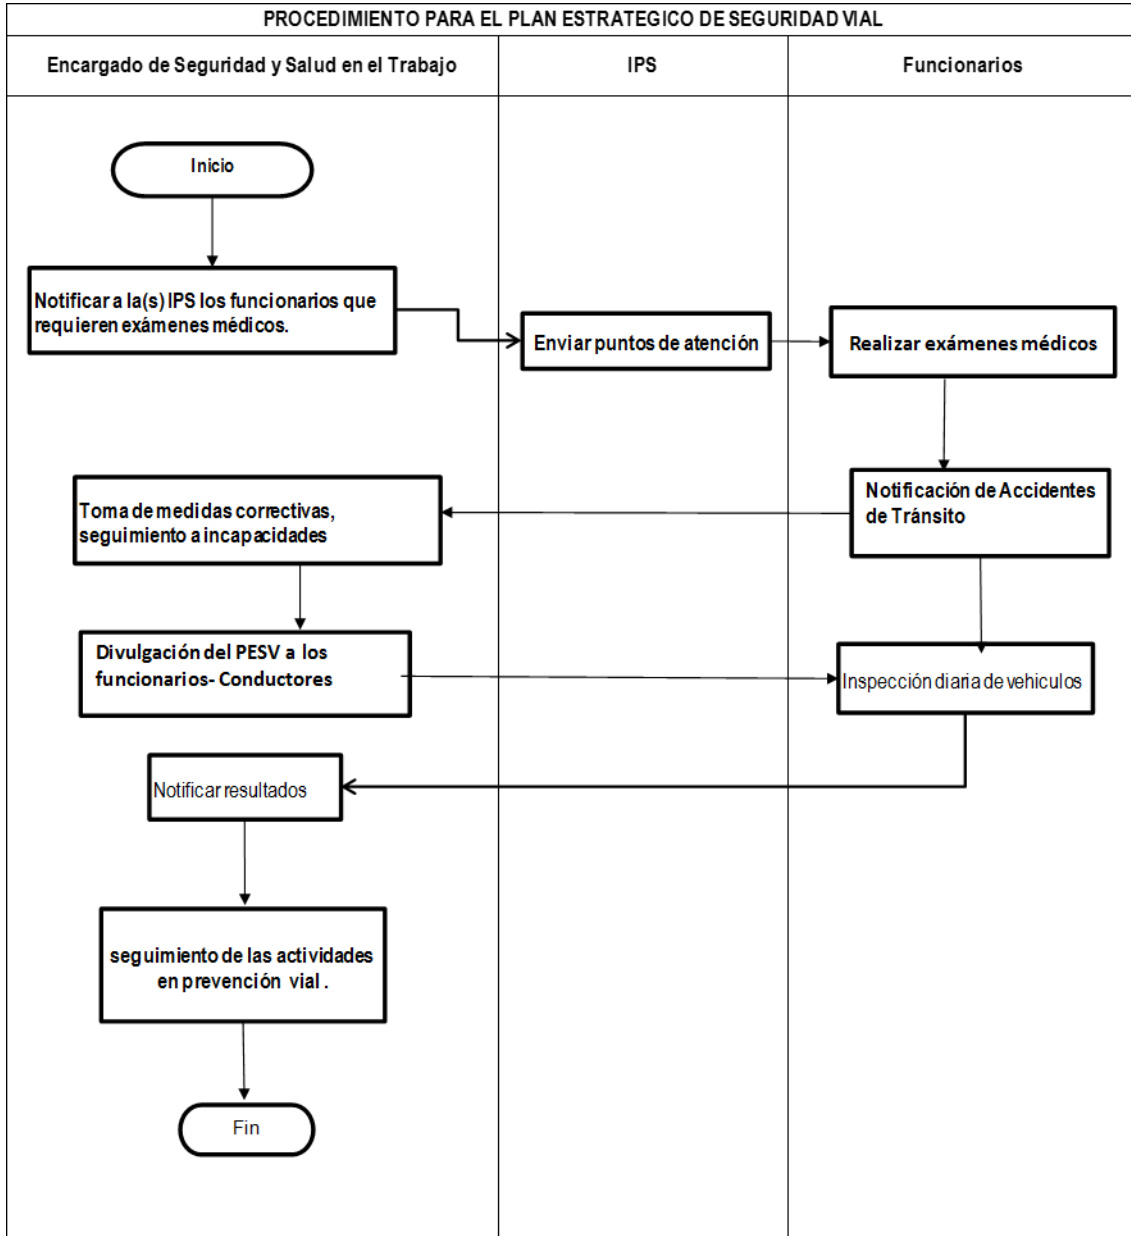 PROCEDIMIENTO PARA EL PLAN ESTRATEGICO DE SEGURIDAD VIAL
Encargado de Seguridad y Salud en el Trabajo
IPS
Funcionarios
Inicio
Notificar a la(s) IPS los funcionarios que
requieren exámenes médicos.
Enviar puntos de atención
Realizar exámenes médicos
Notificación de Accidentes
de Tránsito
Toma de medidas correctivas,
seguimiento a incapacidades
Divulgación del PESV a los
funcionarios- Conductores
Inspección diaria de vehiculos
Notificar resultados
seguimiento de las actividades
en prevención vial .
Fin